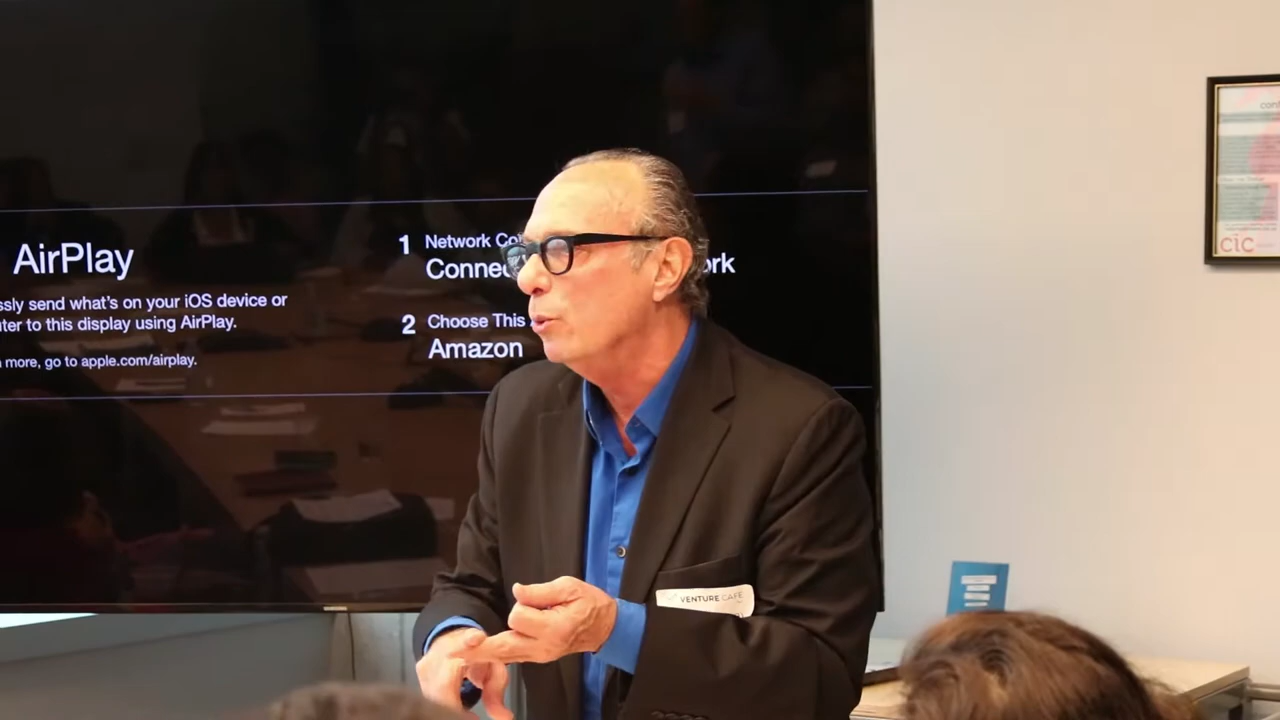 AirPlay
ssly send what's on your iOS device or
uter to this display using AirPlay.
more, go to apple.com/airplay.
1 Network Co
Connec
ork
2 Choose This
Amazon
VENTURE CAFE
cic